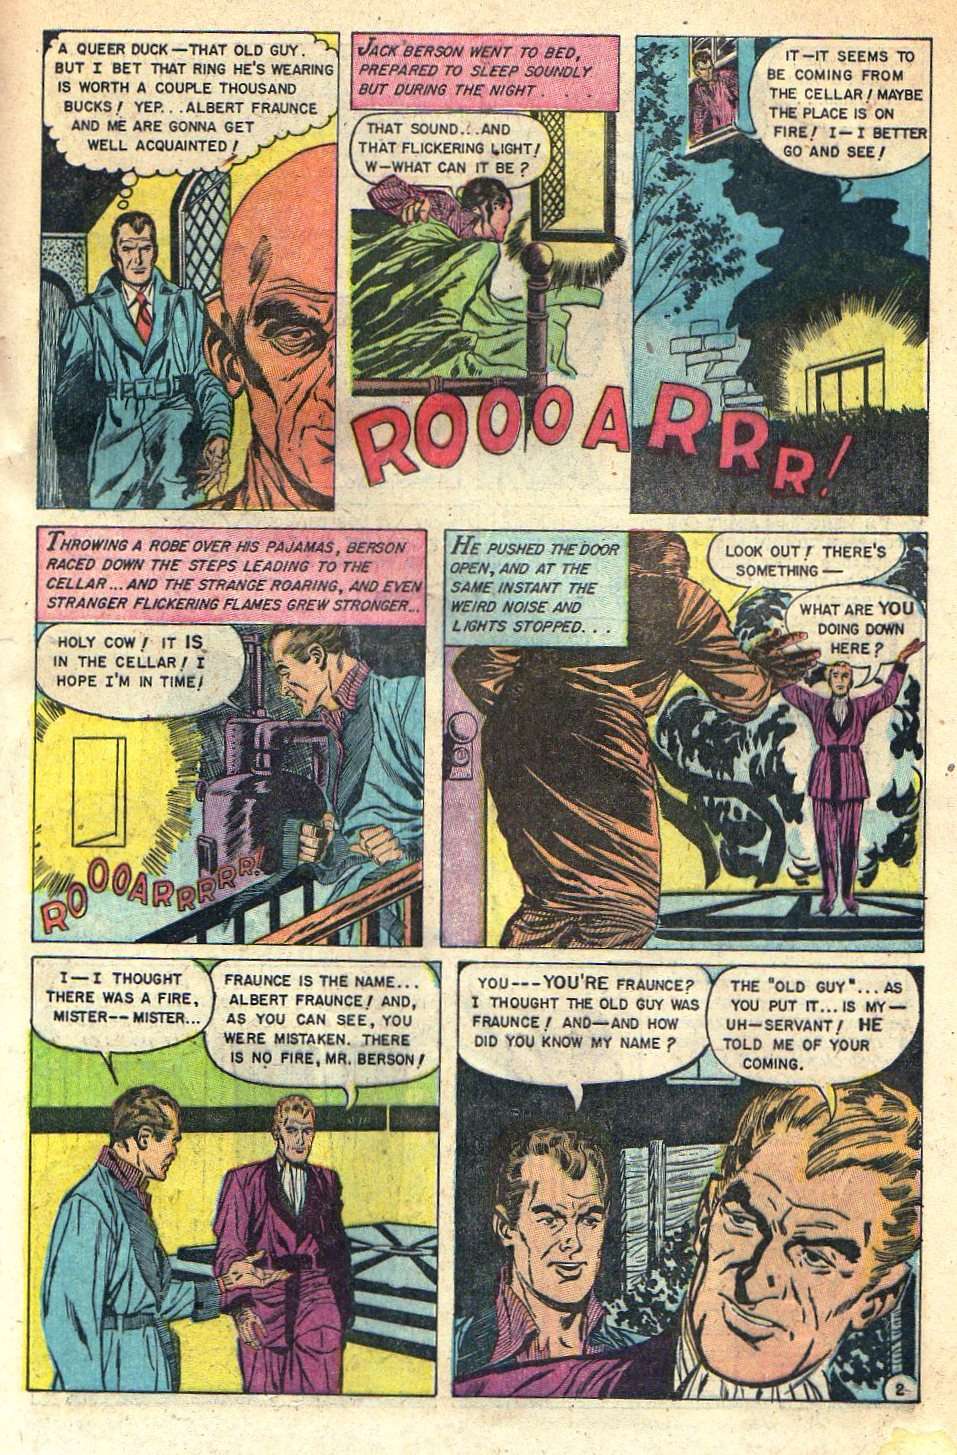 A QUEER DUCK—THAT OLD GUY.
BUT I BET THAT RING HE'S WEARING
IS WORTH A COUPLE THOUSAND
BUCKS! YEP...ALBERT FRAUNCE
AND ME ARE GONNA GET
WELL ACQUAINTED!
JACK BERSON WENT TO BED,
PREPARED TO SLEEP SOUNDLY
BUT DURING THE NIGHT . . . . .
THAT SOUND...AND
THAT FLICKERING LIGHT!
W-WHAT CAN IT BE?
IT—IT SEEMS TO
BE COMING FROM
THE CELLAR! MAYBE
THE PLACE IS ON
FIRE! I—I BETTER
GO AND SEE!
ROOOARRR!
THROWING A ROBE OVER HIS PAJAMAS, BERSON
RACED DOWN THE STEPS LEADING TO THE
CELLAR...AND THE STRANGE ROARING, AND EVEN
STRANGER FLICKERING FLAMES GREW STRONGER...
HOLY COW! IT IS
IN THE CELLAR! I
HOPE I'M IN TIME!
ROOOARRRRR!
HE PUSHED THE DOOR
OPEN, AND AT THE
SAME INSTANT THE
WEIRD NOISE AND
LIGHTS STOPPED...
LOOK OUT! THERE'S
SOMETHING—
WHAT ARE YOU
DOING DOWN
HERE?
I—I THOUGHT
THERE WAS A FIRE,
MISTER--MISTER...
FRAUNCE IS THE NAME...
ALBERT FRAUNCE! AND,
AS YOU CAN SEE, YOU
WERE MISTAKEN. THERE
IS NO FIRE, MR. BERSON!
YOU---YOU'RE FRAUNCE?
I THOUGHT THE OLD GUY WAS
FRAUNCE! AND—AND HOW
DID YOU KNOW MY NAME?
THE "OLD GUY"...AS
YOU PUT IT...IS MY—
UH-SERVANT! HE
TOLD ME OF YOUR
COMING.
2